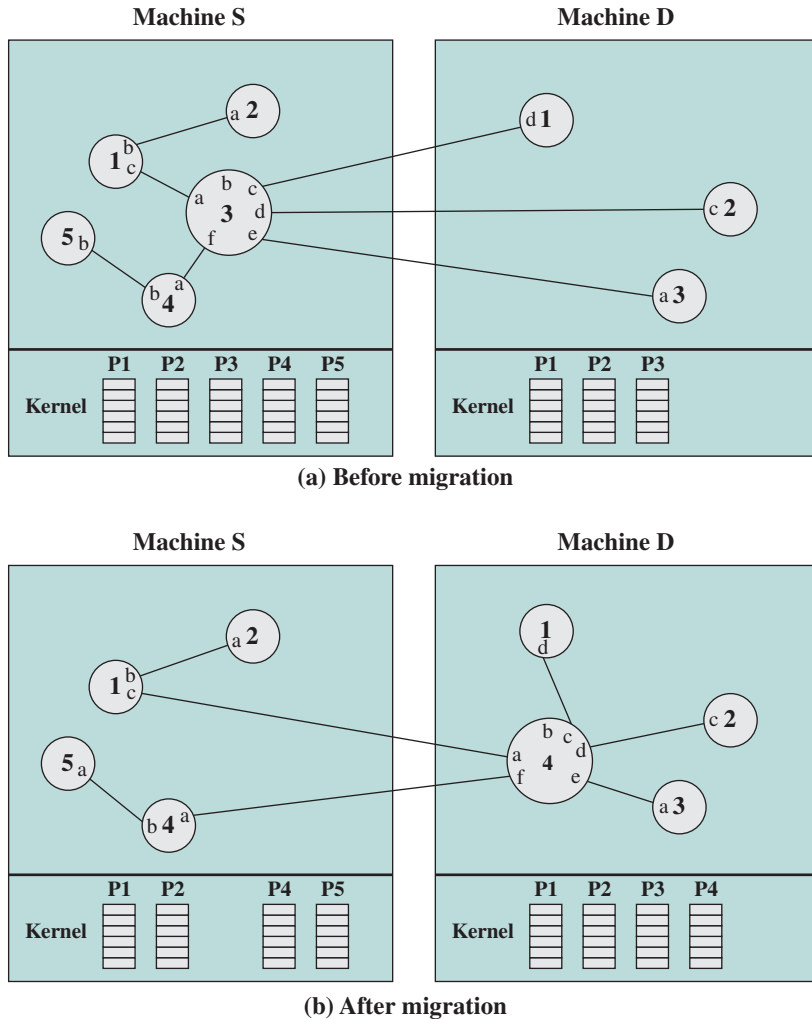 Machine S Machine D
a 2
d 1
b
1
c
b
a c
3 d
f e
c 2
5 b
a
b
4
a 3
P1 P2 P3 P4 P5
Kernel
P1 P2 P3
Kernel
(a) Before migration
Machine S Machine D
a 2
1
d
b
1
c
b
c
a d
4
f e
c 2
5 a
b 4 a
a 3
P1 P2 P4 P5
Kernel
P1 P2 P3 P4
Kernel
(b) After migration